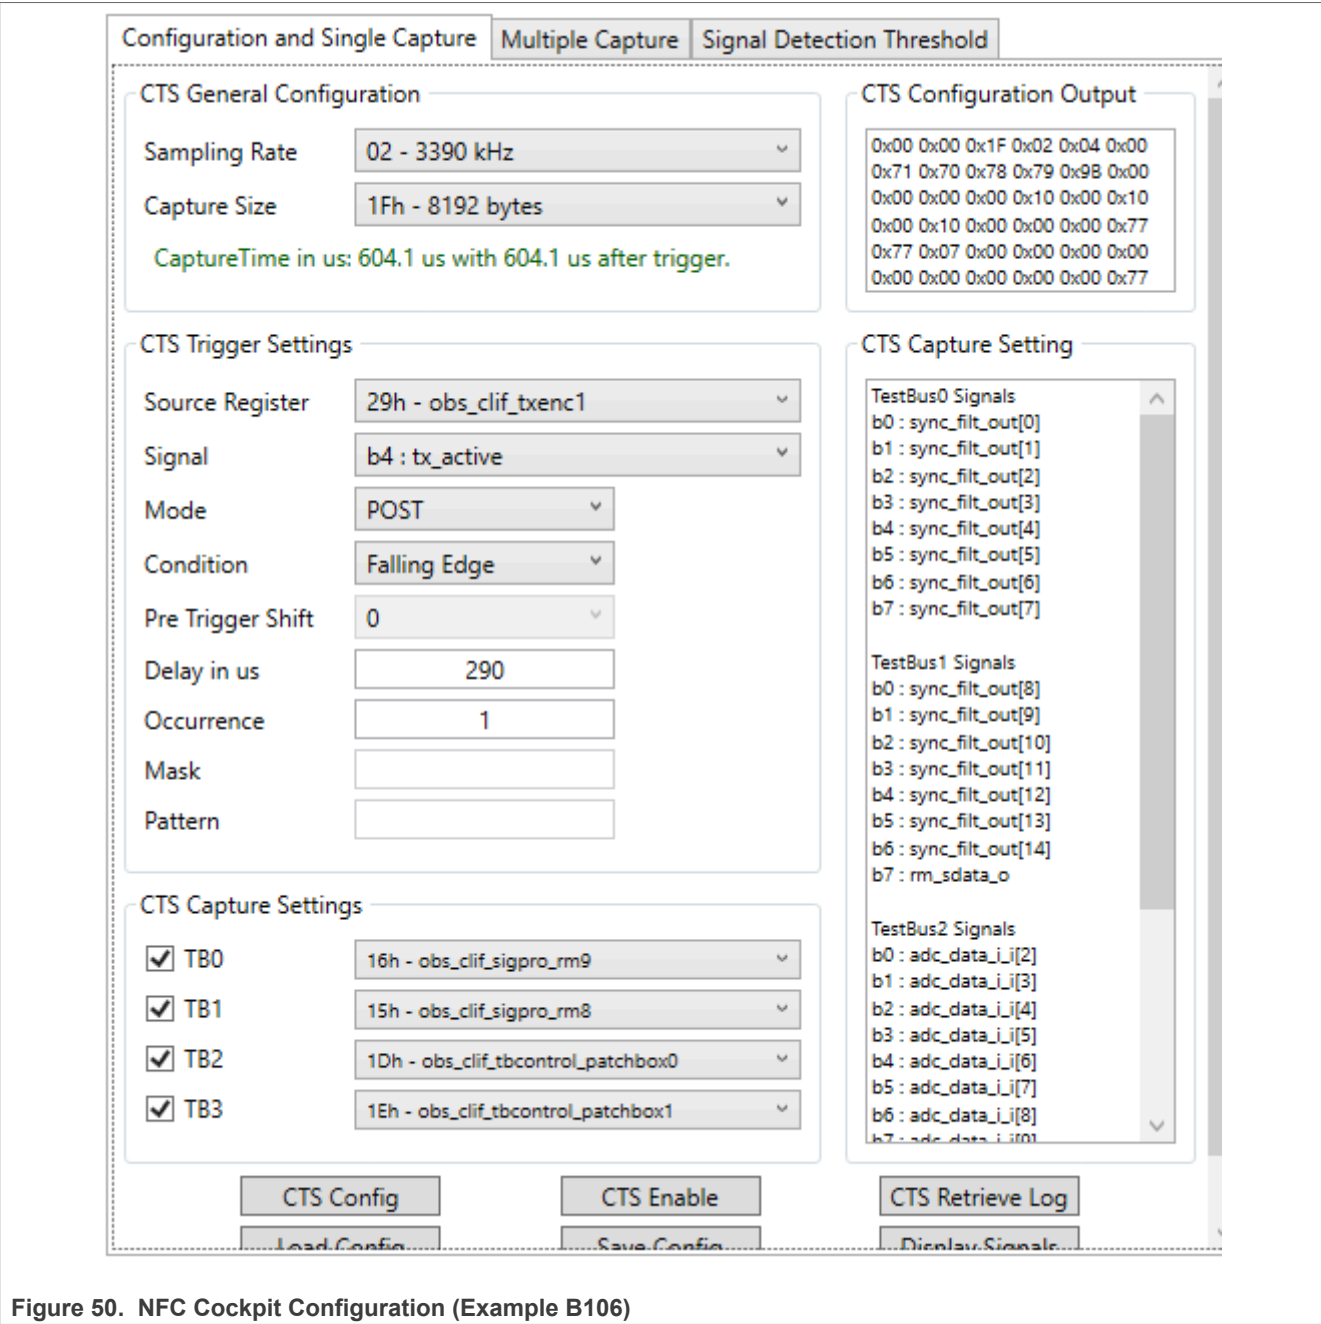 Configuration and Single Capture
Multiple Capture
Signal Detection Threshold
CTS General Configuration
Sampling Rate
02 - 3390 kHz
Capture Size
1Fh - 8192 bytes
CaptureTime in us: 604.1 us with 604.1 us after trigger.
CTS Configuration Output
0x00 0x00 0x1F 0x02 0x04 0x00
0x71 0x70 0x78 0x79 0x9B 0x00
0x00 0x00 0x00 0x10 0x00 0x10
0x00 0x10 0x00 0x00 0x00 0x77
0x77 0x07 0x00 0x00 0x00 0x00
0x00 0x00 0x00 0x00 0x00 0x77
CTS Trigger Settings
Source Register
29h - obs_clif_txenc1
Signal
b4 : tx_active
Mode
POST
Condition
Falling Edge
Pre Trigger Shift
0
Delay in us
290
Occurrence
1
Mask
Pattern
CTS Capture Setting
TestBus0 Signals
b0 : sync_filt_out[0]
b1 : sync_filt_out[1]
b2 : sync_filt_out[2]
b3 : sync_filt_out[3]
b4 : sync_filt_out[4]
b5 : sync_filt_out[5]
b6 : sync_filt_out[6]
b7 : sync_filt_out[7]
TestBus1 Signals
b0 : sync_filt_out[8]
b1 : sync_filt_out[9]
b2 : sync_filt_out[10]
b3 : sync_filt_out[11]
b4 : sync_filt_out[12]
b5 : sync_filt_out[13]
b6 : sync_filt_out[14]
b7 : rm_sdata_o
TestBus2 Signals
b0 : adc_data_i_i[2]
b1 : adc_data_i_i[3]
b2 : adc_data_i_i[4]
b3 : adc_data_i_i[5]
b4 : adc_data_i_i[6]
b5 : adc_data_i_i[7]
b6 : adc_data_i_i[8]
b7 : adc_data_i_i[9]
CTS Capture Settings
TB0
16h - obs_clif_sigpro_rm9
TB1
15h - obs_clif_sigpro_rm8
TB2
1Dh - obs_clif_tbcontrol_patchbox0
TB3
1Eh - obs_clif_tbcontrol_patchbox1
CTS Config
CTS Enable
CTS Retrieve Log
Load Config
Save Config
Display Signals
Figure 50. NFC Cockpit Configuration (Example B106)